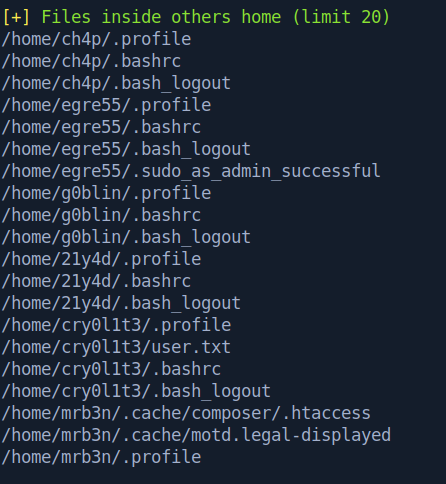 [+] Files inside others home (limit 20)
/home/ch4p/.profile
/home/ch4p/.bashrc
/home/ch4p/.bash_logout
/home/egre55/.profile
/home/egre55/.bashrc
/home/egre55/.bash_logout
/home/egre55/.sudo_as_admin_successful
/home/g0blin/.profile
/home/g0blin/.bashrc
/home/g0blin/.bash_logout
/home/21y4d/.profile
/home/21y4d/.bashrc
/home/21y4d/.bash_logout
/home/cry0l1t3/.profile
/home/cry0l1t3/user.txt
/home/cry0l1t3/.bashrc
/home/cry0l1t3/.bash_logout
/home/mrb3n/.cache/composer/.htaccess
/home/mrb3n/.cache/motd.legal-displayed
/home/mrb3n/.profile